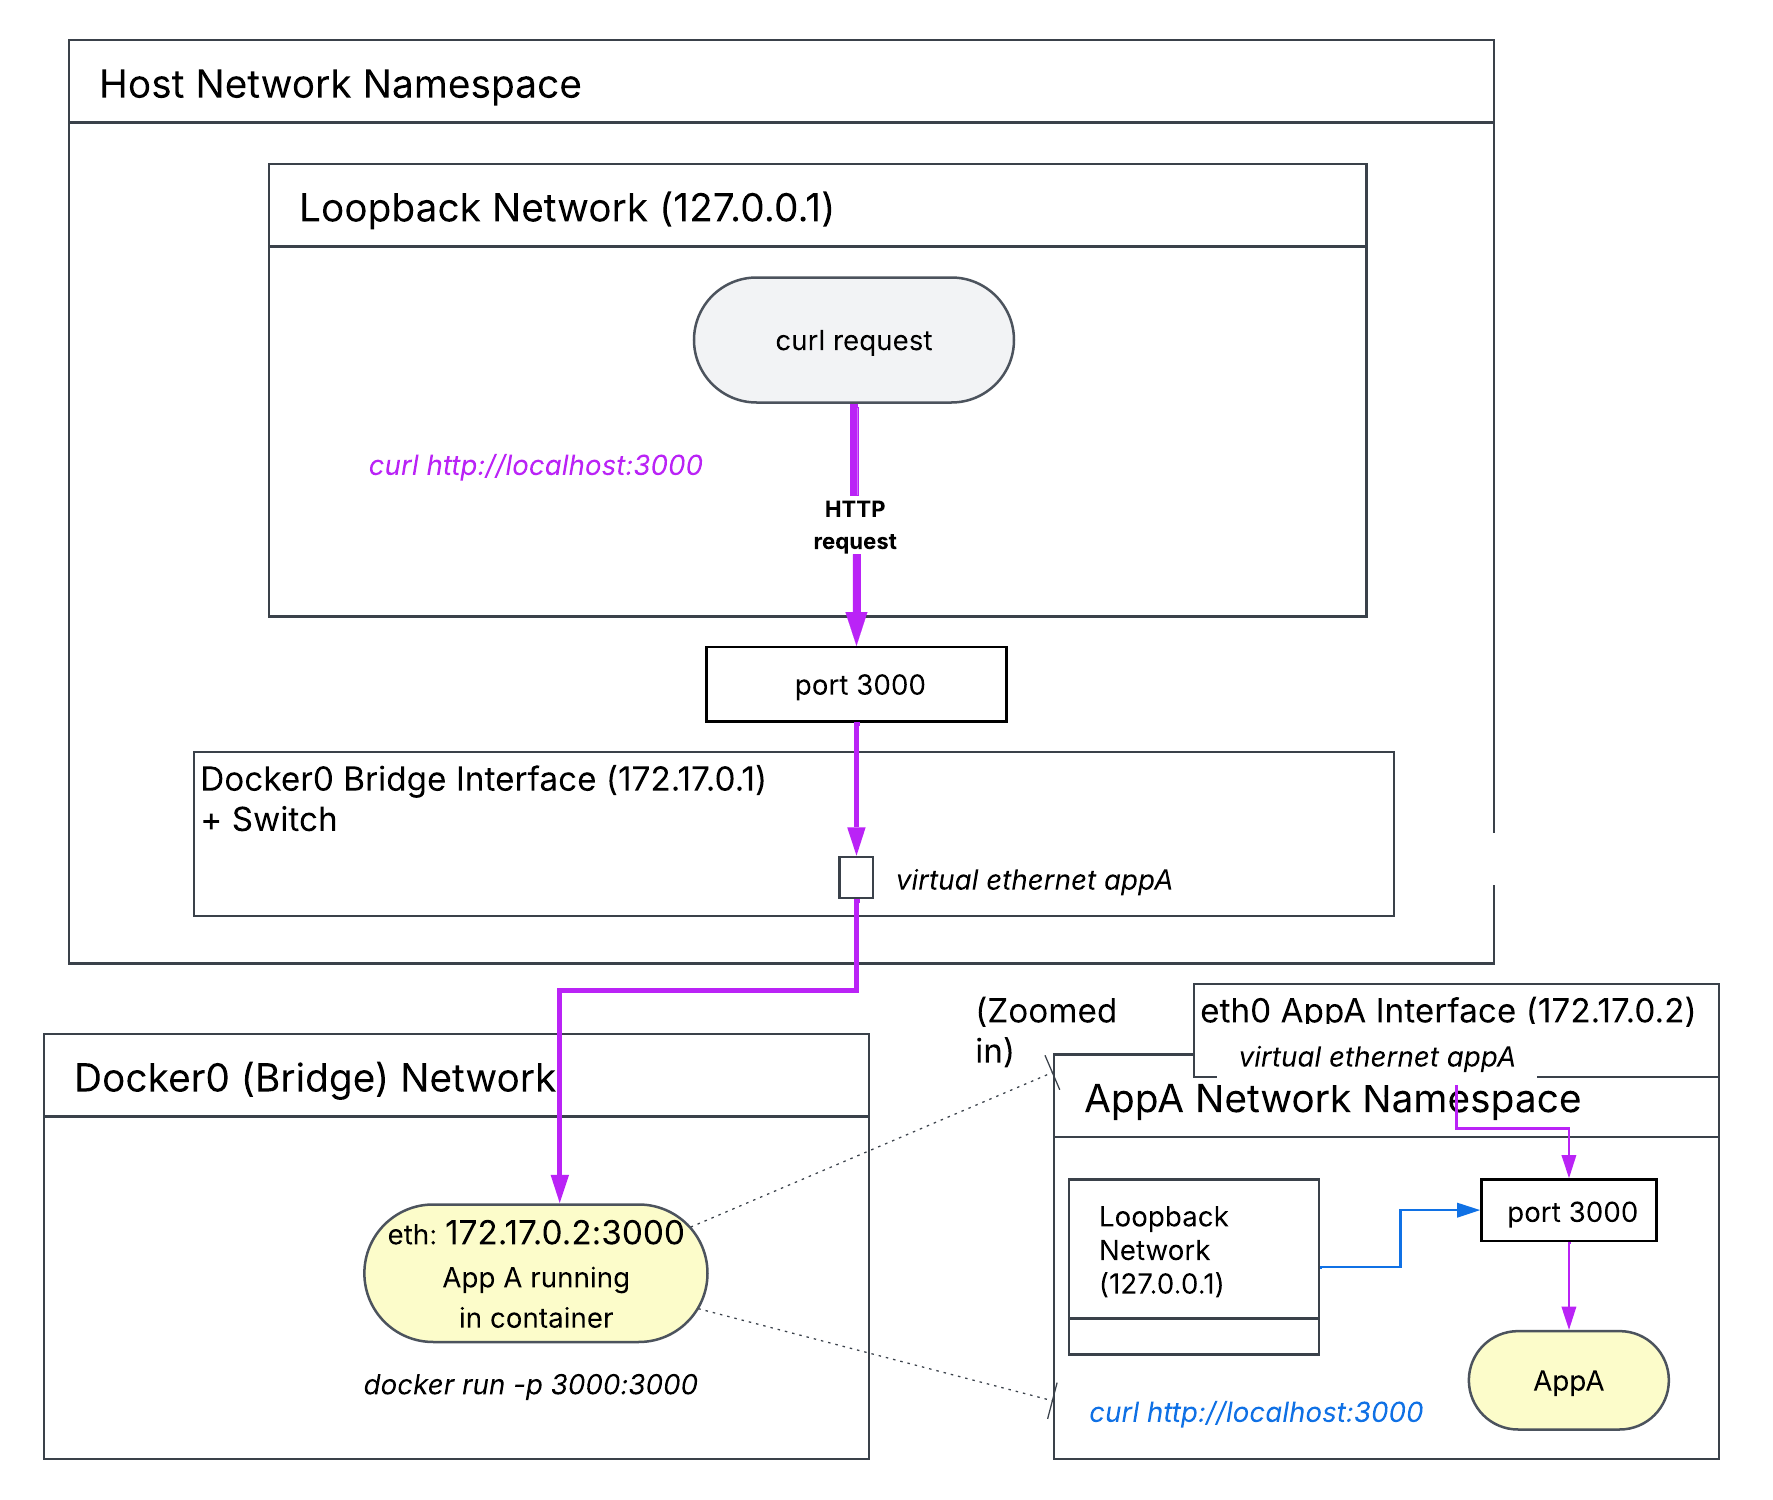 Host Network Namespace
Loopback Network (127.0.0.1)
curl request
curl http://localhost:3000
HTTP
request
port 3000
Docker0 Bridge Interface (172.17.0.1)
+ Switch
virtual ethernet appA
Docker0 (Bridge) Network
eth: 172.17.0.2:3000
App A running
in container
docker run -p 3000:3000
(Zoomed
in)
eth0 AppA Interface (172.17.0.2)
virtual ethernet appA
AppA Network Namespace
Loopback
Network
(127.0.0.1)
port 3000
AppA
curl http://localhost:3000